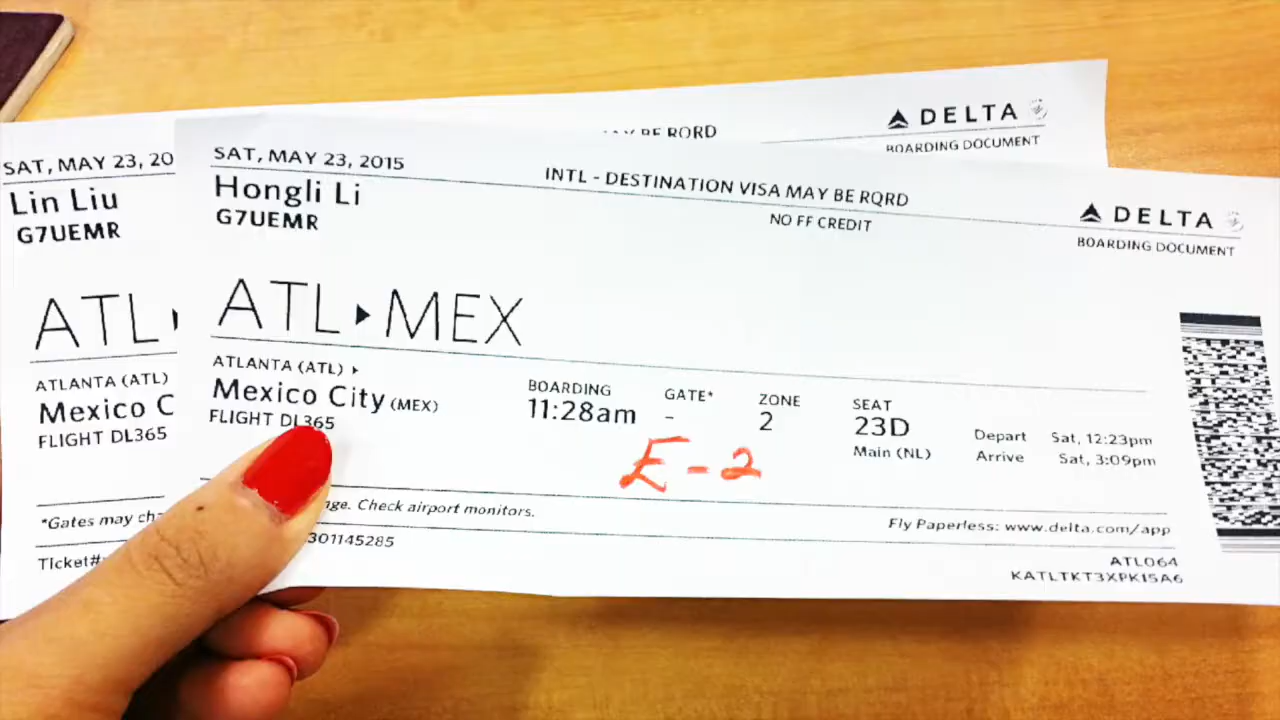 MAY BE RQRD
DELTA
BOARDING DOCUMENT
SAT, MAY 23, 20
Lin Liu
G7UEMR
ATL
ATLANTA (ATL)
Mexico C
FLIGHT DL365
*Gates may cha
Ticket#
SAT, MAY 23, 2015
Hongli Li
G7UEMR
INTL - DESTINATION VISA MAY BE RQRD
NO FF CREDIT
DELTA
BOARDING DOCUMENT
ATL▸MEX
ATLANTA (ATL) ▸
Mexico City (MEX)
FLIGHT DL365
BOARDING GATE* ZONE SEAT
11:28am - 2 23D
Main (NL)
Depart Sat, 12:23pm
Arrive Sat, 3:09pm
E-2
nge. Check airport monitors.
Fly Paperless: www.delta.com/app
301145285
ATL064
KATLTKT3XPK15A6